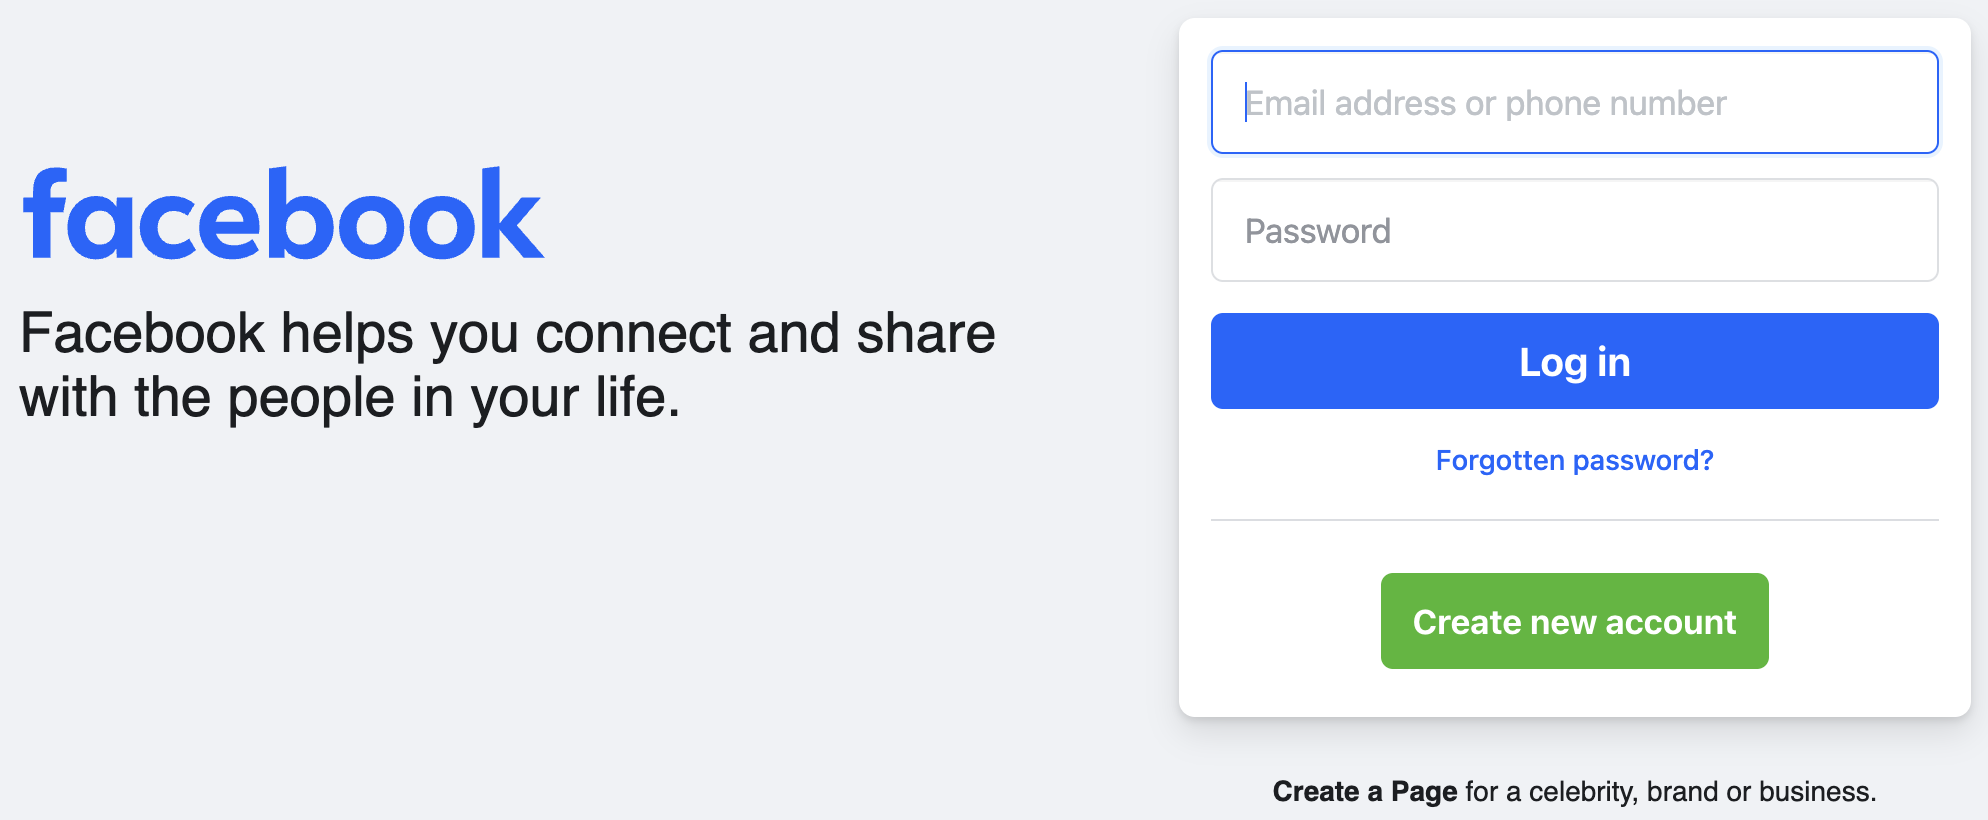 facebook
Facebook helps you connect and share
with the people in your life.
Email address or phone number
Password
Log in
Forgotten password?
Create new account
Create a Page for a celebrity, brand or business.